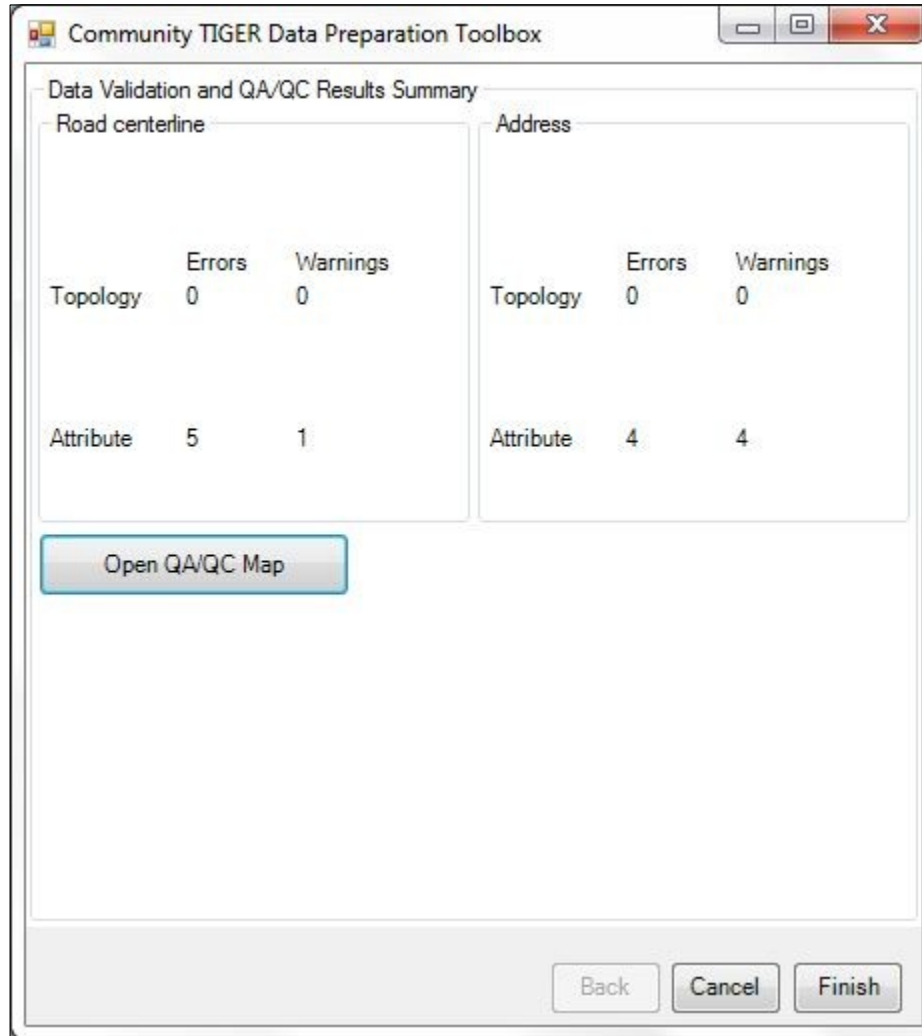 Community TIGER Data Preparation Toolbox
Data Validation and QA/QC Results Summary
Road centerline
Errors Warnings
Topology 0 0
Attribute 5 1
Address
Errors Warnings
Topology 0 0
Attribute 4 4
Open QA/QC Map
Back Cancel Finish